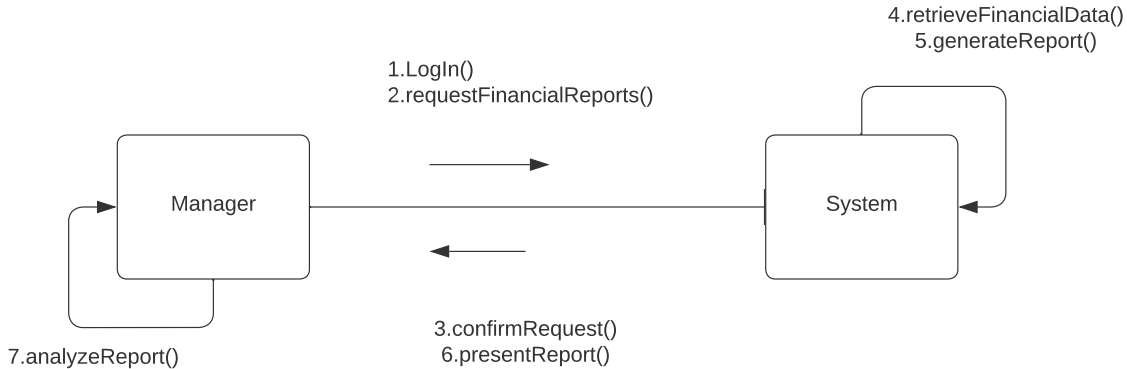 4.retrieveFinancialData()
5.generateReport()
1.LogIn()
2.requestFinancialReports()
Manager
System
3.confirmRequest()
6.presentReport()
7.analyzeReport()